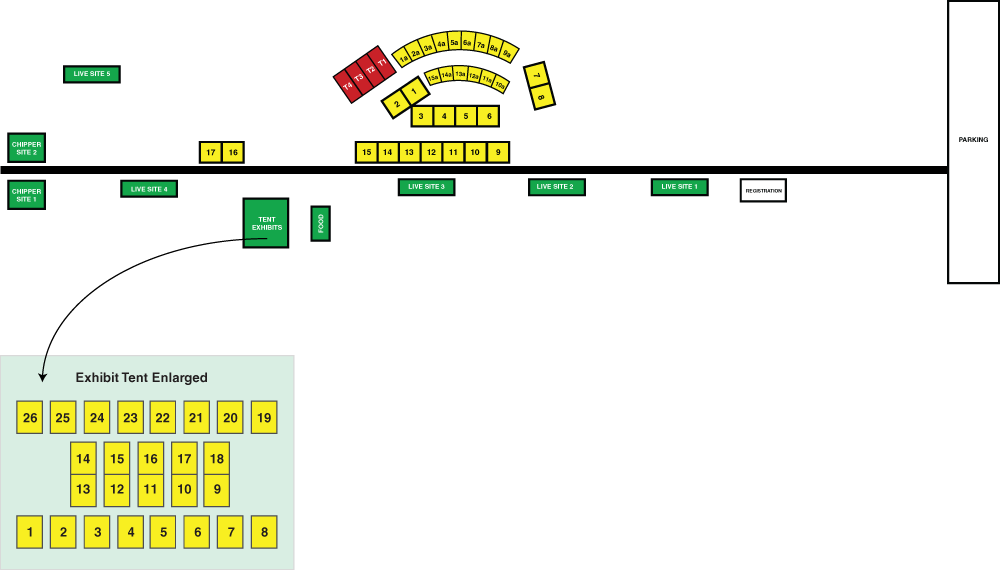 LIVE SITE 5
T4
T3
T2
T1
1a
2a
3a
4a
5a
6a
7a
8a
9a
15a
14a
13a
12a
11a
10a
7
8
2
1
3
4
5
6
CHIPPER
SITE 2
17
16
15
14
13
12
11
10
9
PARKING
CHIPPER
SITE 1
LIVE SITE 4
LIVE SITE 3
LIVE SITE 2
LIVE SITE 1
REGISTRATION
TENT
EXHIBITS
FOOD
Exhibit Tent Enlarged
26
25
24
23
22
21
20
19
14
15
16
17
18
13
12
11
10
9
1
2
3
4
5
6
7
8